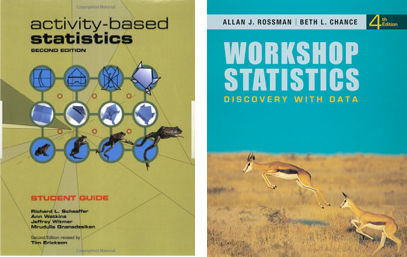 activity-based
statistics
SECOND EDITION
STUDENT GUIDE
Richard L. Scheaffer
Ann Watkins
Jeffrey Witmer
Mrudulla Gnanadesikan
Second Edition revised by
Tim Erickson
ALLAN J. ROSSMAN | BETH L. CHANCE
4th Edition
WORKSHOP
STATISTICS
DISCOVERY WITH DATA